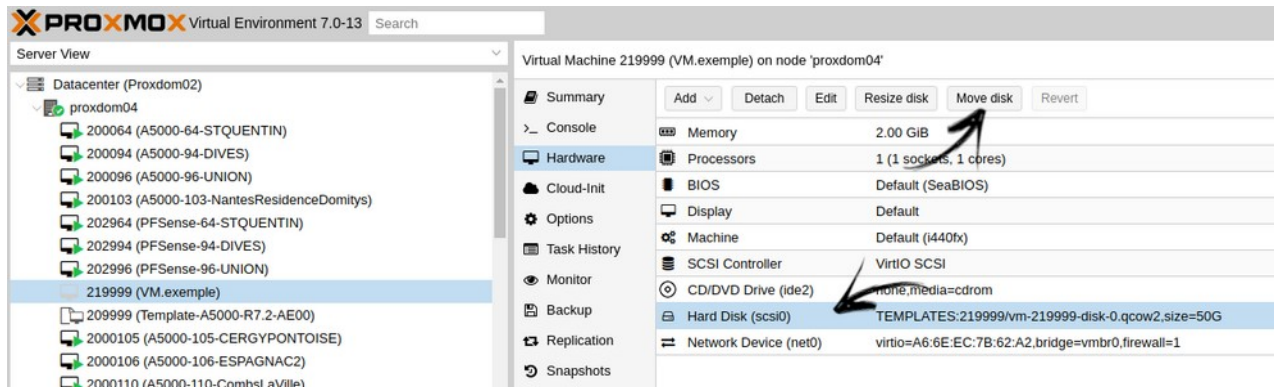 PROXMOX Virtual Environment 7.0-13 Search
Server View
Datacenter (Proxdom02)
proxdom04
200064 (A5000-64-STQUENTIN)
200094 (A5000-94-DIVES)
200096 (A5000-96-UNION)
200103 (A5000-103-NantesResidenceDomitys)
202964 (PFSense-64-STQUENTIN)
202994 (PFSense-94-DIVES)
202996 (PFSense-96-UNION)
219999 (VM.exemple)
209999 (Template-A5000-R7.2-AE00)
2000105 (A5000-105-CERGYPONTOISE)
2000106 (A5000-106-ESPAGNAC2)
2000110 (A5000-110-CombsLaVille)
Virtual Machine 219999 (VM.exemple) on node 'proxdom04'
Summary
Console
Hardware
Cloud-Init
Options
Task History
Monitor
Backup
Replication
Snapshots
Add Detach Edit Resize disk Move disk Revert
Memory 2.00 GiB
Processors 1 (1 sockets, 1 cores)
BIOS Default (SeaBIOS)
Display Default
Machine Default (i440fx)
SCSI Controller VirtIO SCSI
CD/DVD Drive (ide2) none,media=cdrom
Hard Disk (scsi0) TEMPLATES:219999/vm-219999-disk-0.qcow2,size=50G
Network Device (net0) virtio=A6:6E:EC:7B:62:A2,bridge=vmbr0,firewall=1